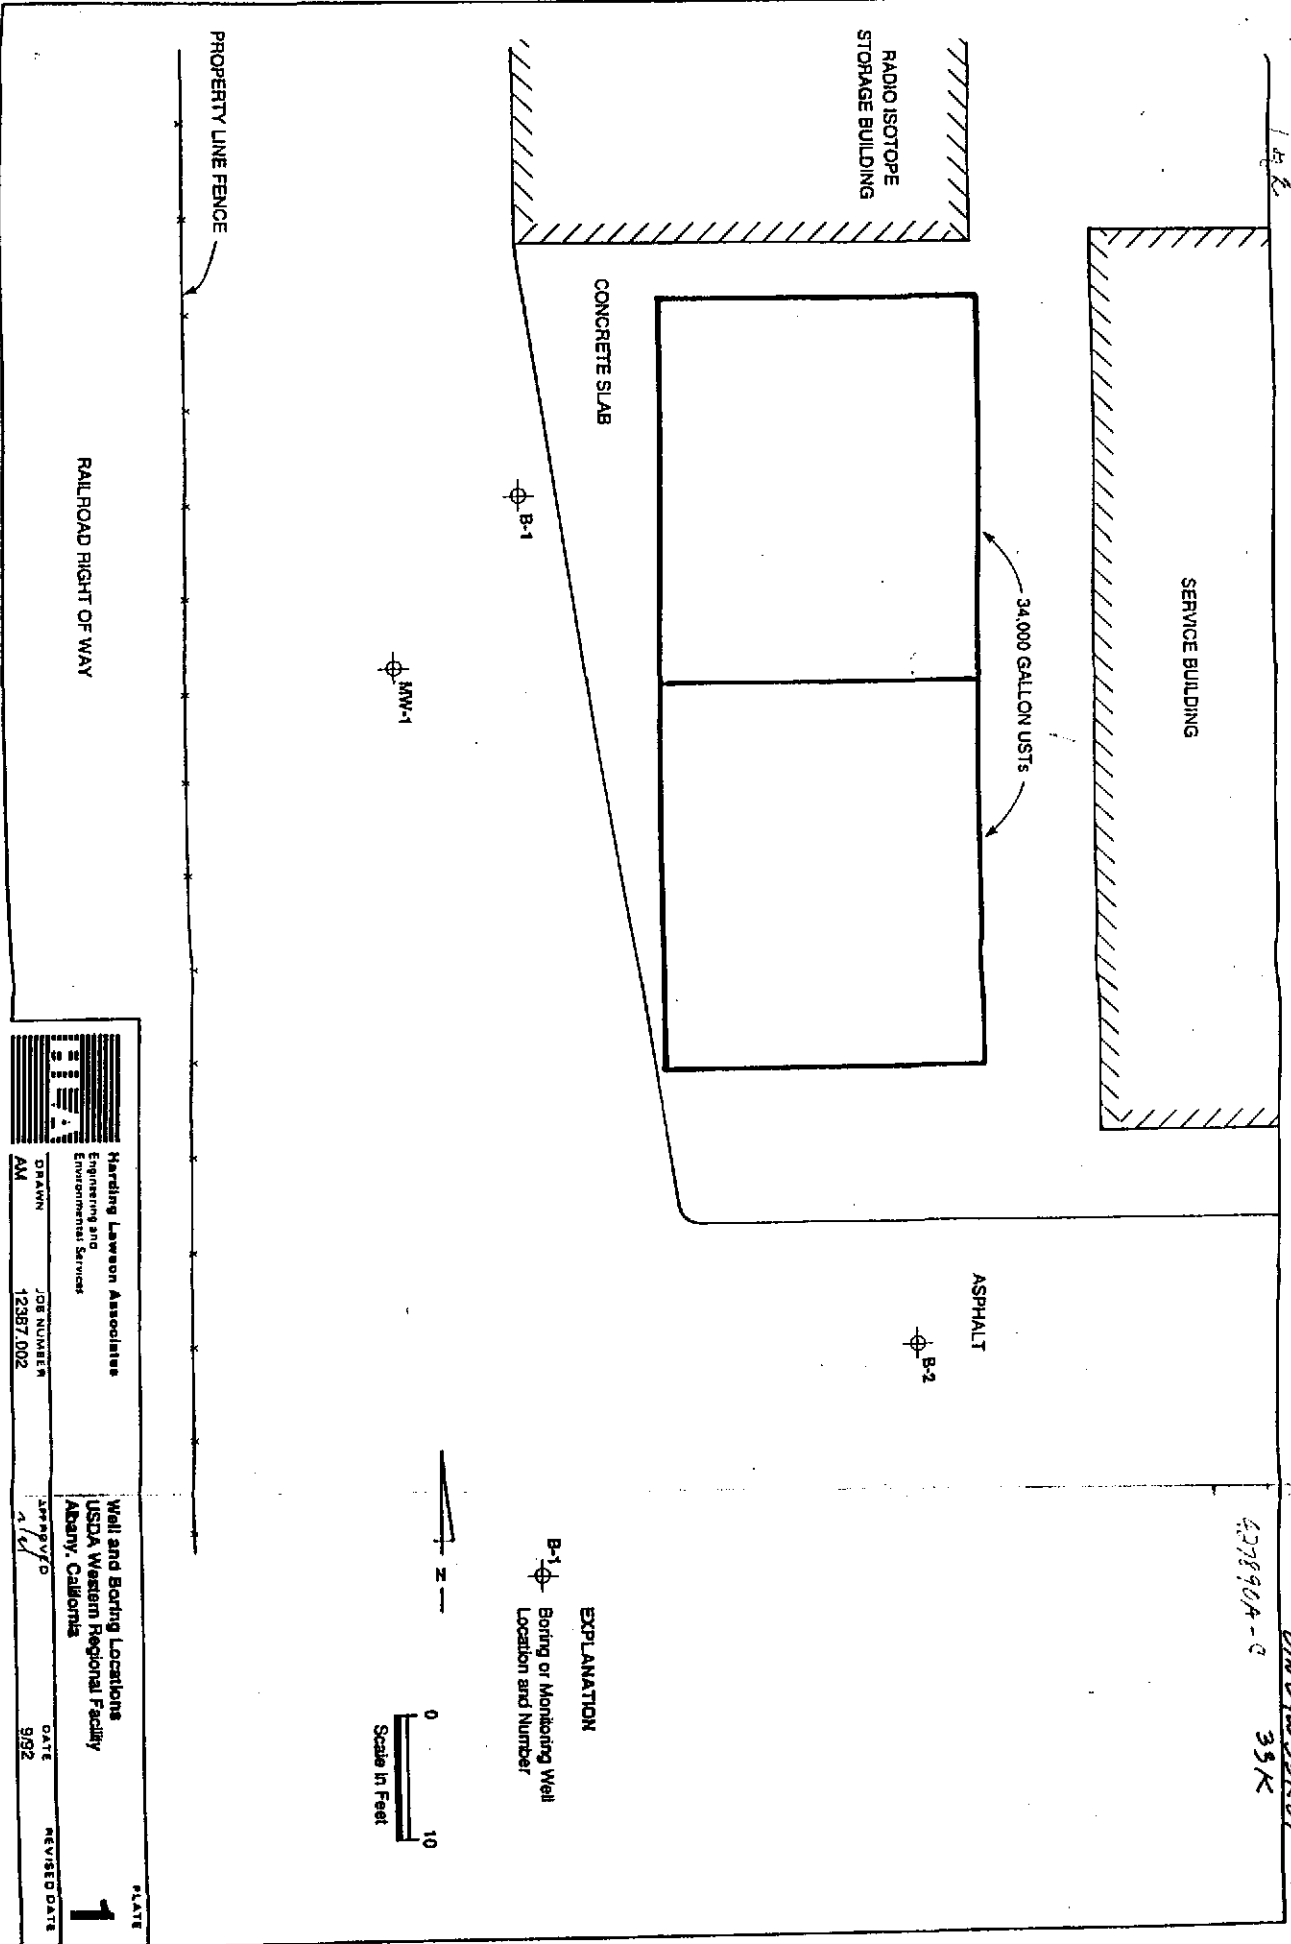 RADIO ISOTOPE
STORAGE BUILDING
PROPERTY LINE FENCE
CONCRETE SLAB
SERVICE BUILDING
34,000 GALLON USTs
B-1
MW-1
RAILROAD RIGHT OF WAY
ASPHALT
B-2
N
EXPLANATION
B-1
Boring or Monitoring Well
Location and Number
0
10
Scale in Feet
627890A-C
33K
HLA
Harding Lawson Associates
Engineering and
Environmental Services
Well and Boring Locations
USDA Western Regional Facility
Albany, California
PLATE
1
DRAWN
AM
JOB NUMBER
12387.002
APPROVED
DATE
9/92
REVISED DATE